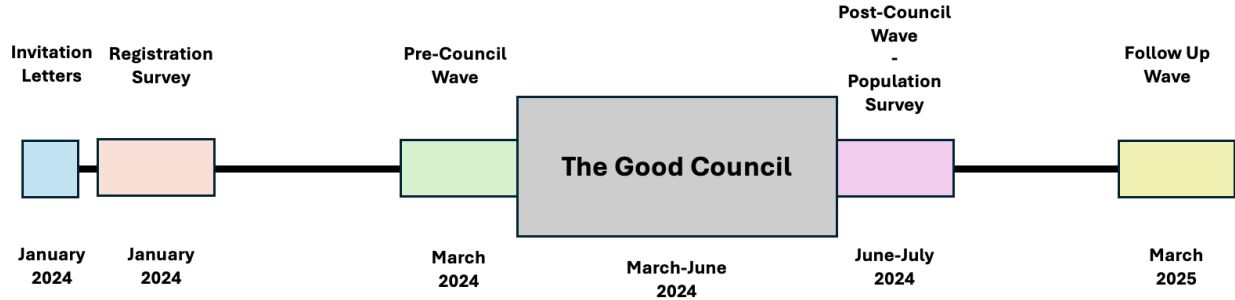 Invitation
Letters
Registration
Survey
Pre-Council
Wave
The Good Council
Post-Council
Wave
-
Population
Survey
Follow Up
Wave
January
2024
January
2024
March
2024
March-June
2024
June-July
2024
March
2025